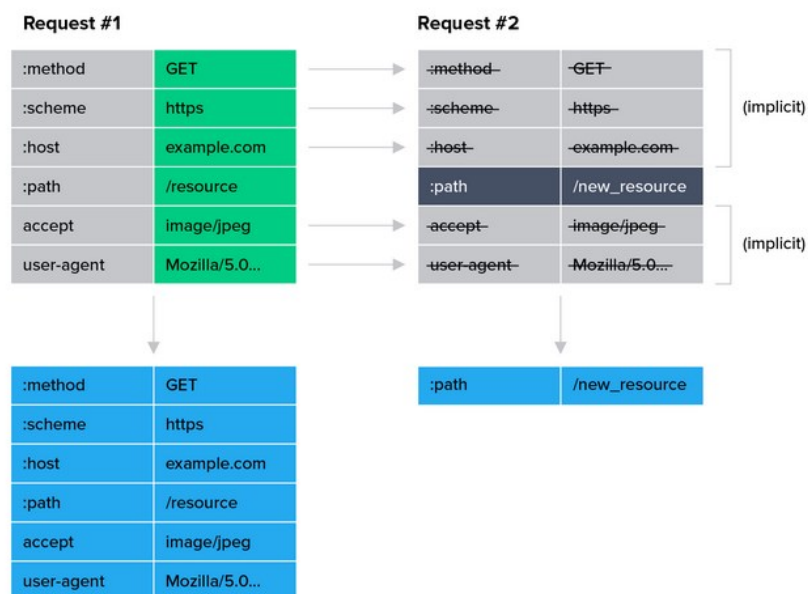 Request #1
:method GET
:scheme https
:host example.com
:path /resource
accept image/jpeg
user-agent Mozilla/5.0...
Request #2
:method GET
:scheme https
:host example.com
:path /new_resource
accept image/jpeg
user-agent Mozilla/5.0...
(implicit)
(implicit)
:method GET
:scheme https
:host example.com
:path /resource
accept image/jpeg
user-agent Mozilla/5.0...
:path /new_resource